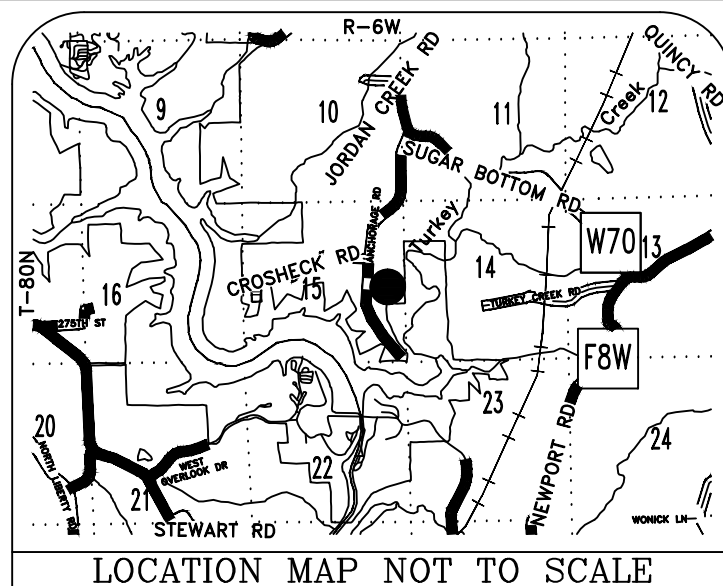 R-6W
QUINCY RD
9
10
JORDAN CREEK RD
11
Creek
12
SUGAR BOTTOM RD
ANCHORAGE RD
Turkey
W70
13
T-80N
CROSHECK RD
14
16
15
TURKEY CREEK RD
275TH ST
F8W
20
23
24
NORTH LIBERTY RD
WEST
OVERLOOK DR
22
NEWPORT RD
21
STEWART RD
WONICK LN
LOCATION MAP NOT TO SCALE